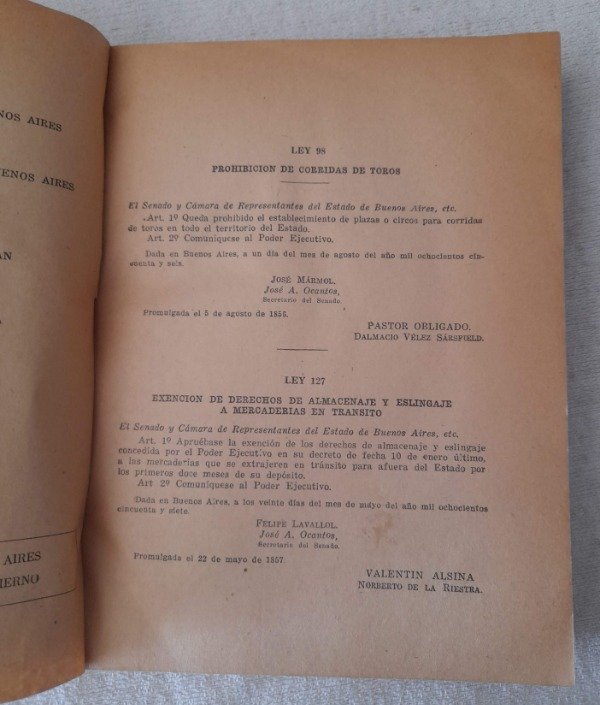 NOS AIRES
UENOS AIRES
AN
A
AIRES
IERNO
LEY 98
PROHIBICION DE CORRIDAS DE TOROS
El Senado y Cámara de Representantes del Estado de Buenos Aires, etc.
Art. 1º Queda prohibido el establecimiento de plazas o circos para corridas
de toros en todo el territorio del Estado.
Art. 2º Comuníquese al Poder Ejecutivo.
Dada en Buenos Aires, a un día del mes de agosto del año mil ochocientos cin-
cuenta y seis.
JOSÉ MÁRMOL.
José A. Ocantos,
Secretario del Senado.
Promulgada el 5 de agosto de 1856.
PASTOR OBLIGADO.
DALMACIO VÉLEZ SÁRSFIELD.
LEY 127
EXENCION DE DERECHOS DE ALMACENAJE Y ESLINGAJE
A MERCADERIAS EN TRANSITO
El Senado y Cámara de Representantes del Estado de Buenos Aires, etc.
Art. 1º Apruébase la exención de los derechos de almacenaje y eslingaje
concedida por el Poder Ejecutivo en su decreto de fecha 10 de enero último,
a las mercaderías que se extrajeren en tránsito para afuera del Estado por
los primeros doce meses de su depósito.
Art 2º Comuníquese al Poder Ejecutivo.
Dada en Buenos Aires, a los veinte días del mes de mayo del año mil ochocientos
cincuenta y siete.
FELIPE LAVALLOL.
José A. Ocantos,
Secretario del Senado.
Promulgada el 22 de mayo de 1857
VALENTIN ALSINA
NORBERTO DE LA RIESTRA.